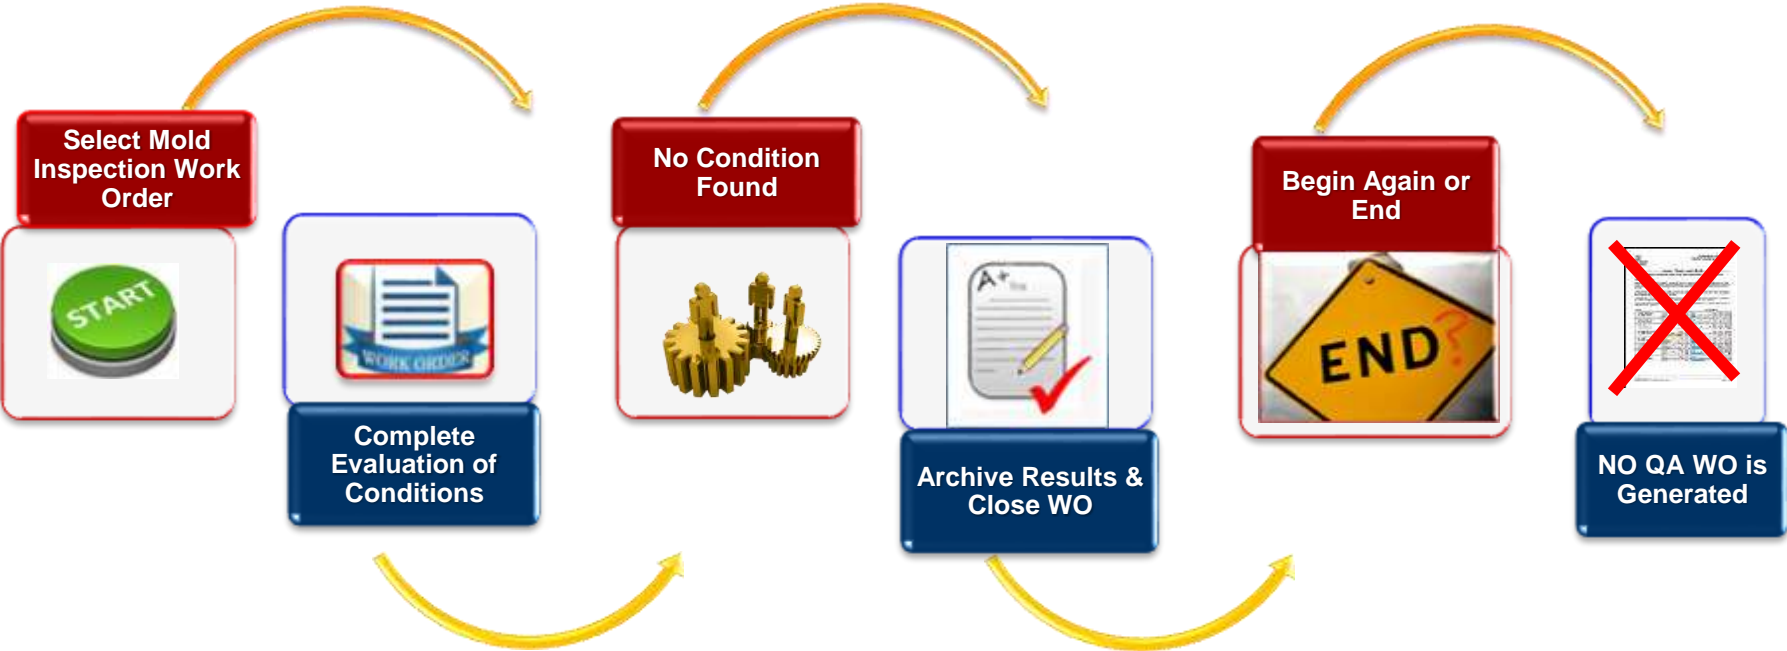 Select Mold
Inspection Work
Order
START
WORK ORDER
Complete
Evaluation of
Conditions
No Condition
Found
A+
Archive Results &
Close WO
Begin Again or
End
END?
NO QA WO is
Generated